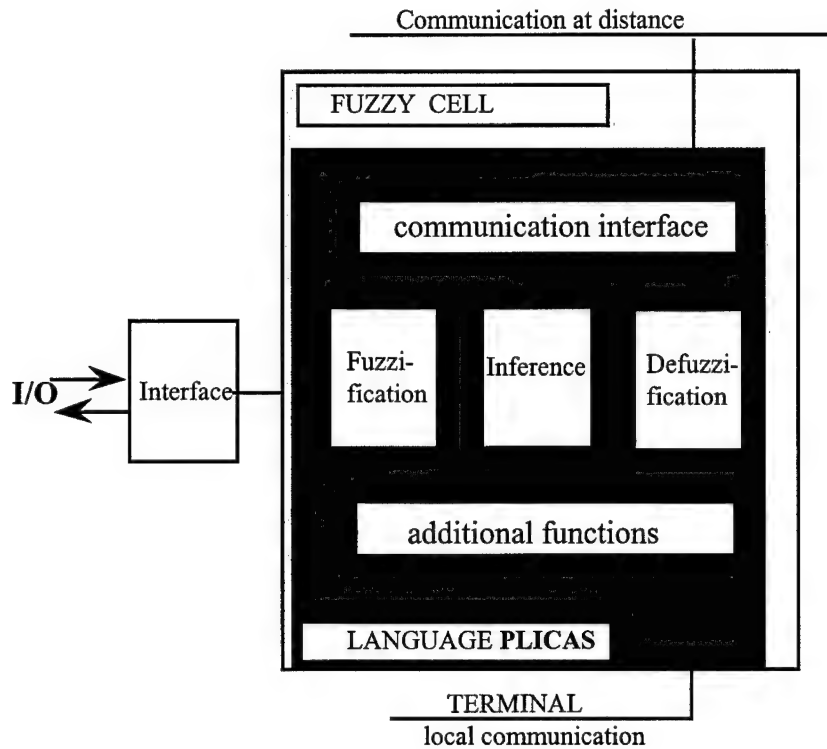 Communication at distance
FUZZY CELL
communication interface
I/O
Interface
Fuzzi-
fication
Inference
Defuzzi-
fication
additional functions
LANGUAGE PLICAS
TERMINAL
local communication